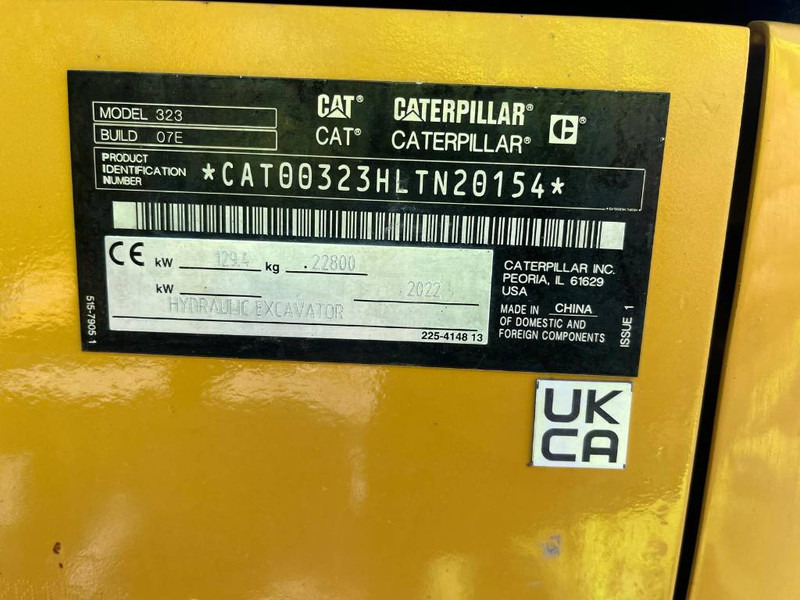 MODEL 323
BUILD 07E
CAT® CATERPILLAR® CE®
CAT® CATERPILLAR®
PRODUCT
IDENTIFICATION
NUMBER
*CAT00323HLTN20154*
CE kW 129.4 kg 22800
kW 2022
HYDRAULIC EXCAVATOR
225-4148 13
CATERPILLAR INC.
PEORIA, IL 61629
USA
MADE IN CHINA
OF DOMESTIC AND
FOREIGN COMPONENTS
ISSUE 1
515-7905 1
UK
CA